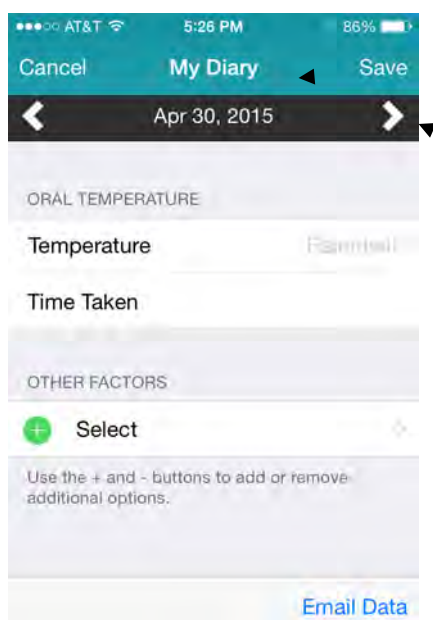 AT&T 5:26 PM 86%
Cancel My Diary Save
Apr 30, 2015
ORAL TEMPERATURE
Temperature
Time Taken
OTHER FACTORS
Select
Use the + and - buttons to add or remove
additional options.
Email Data